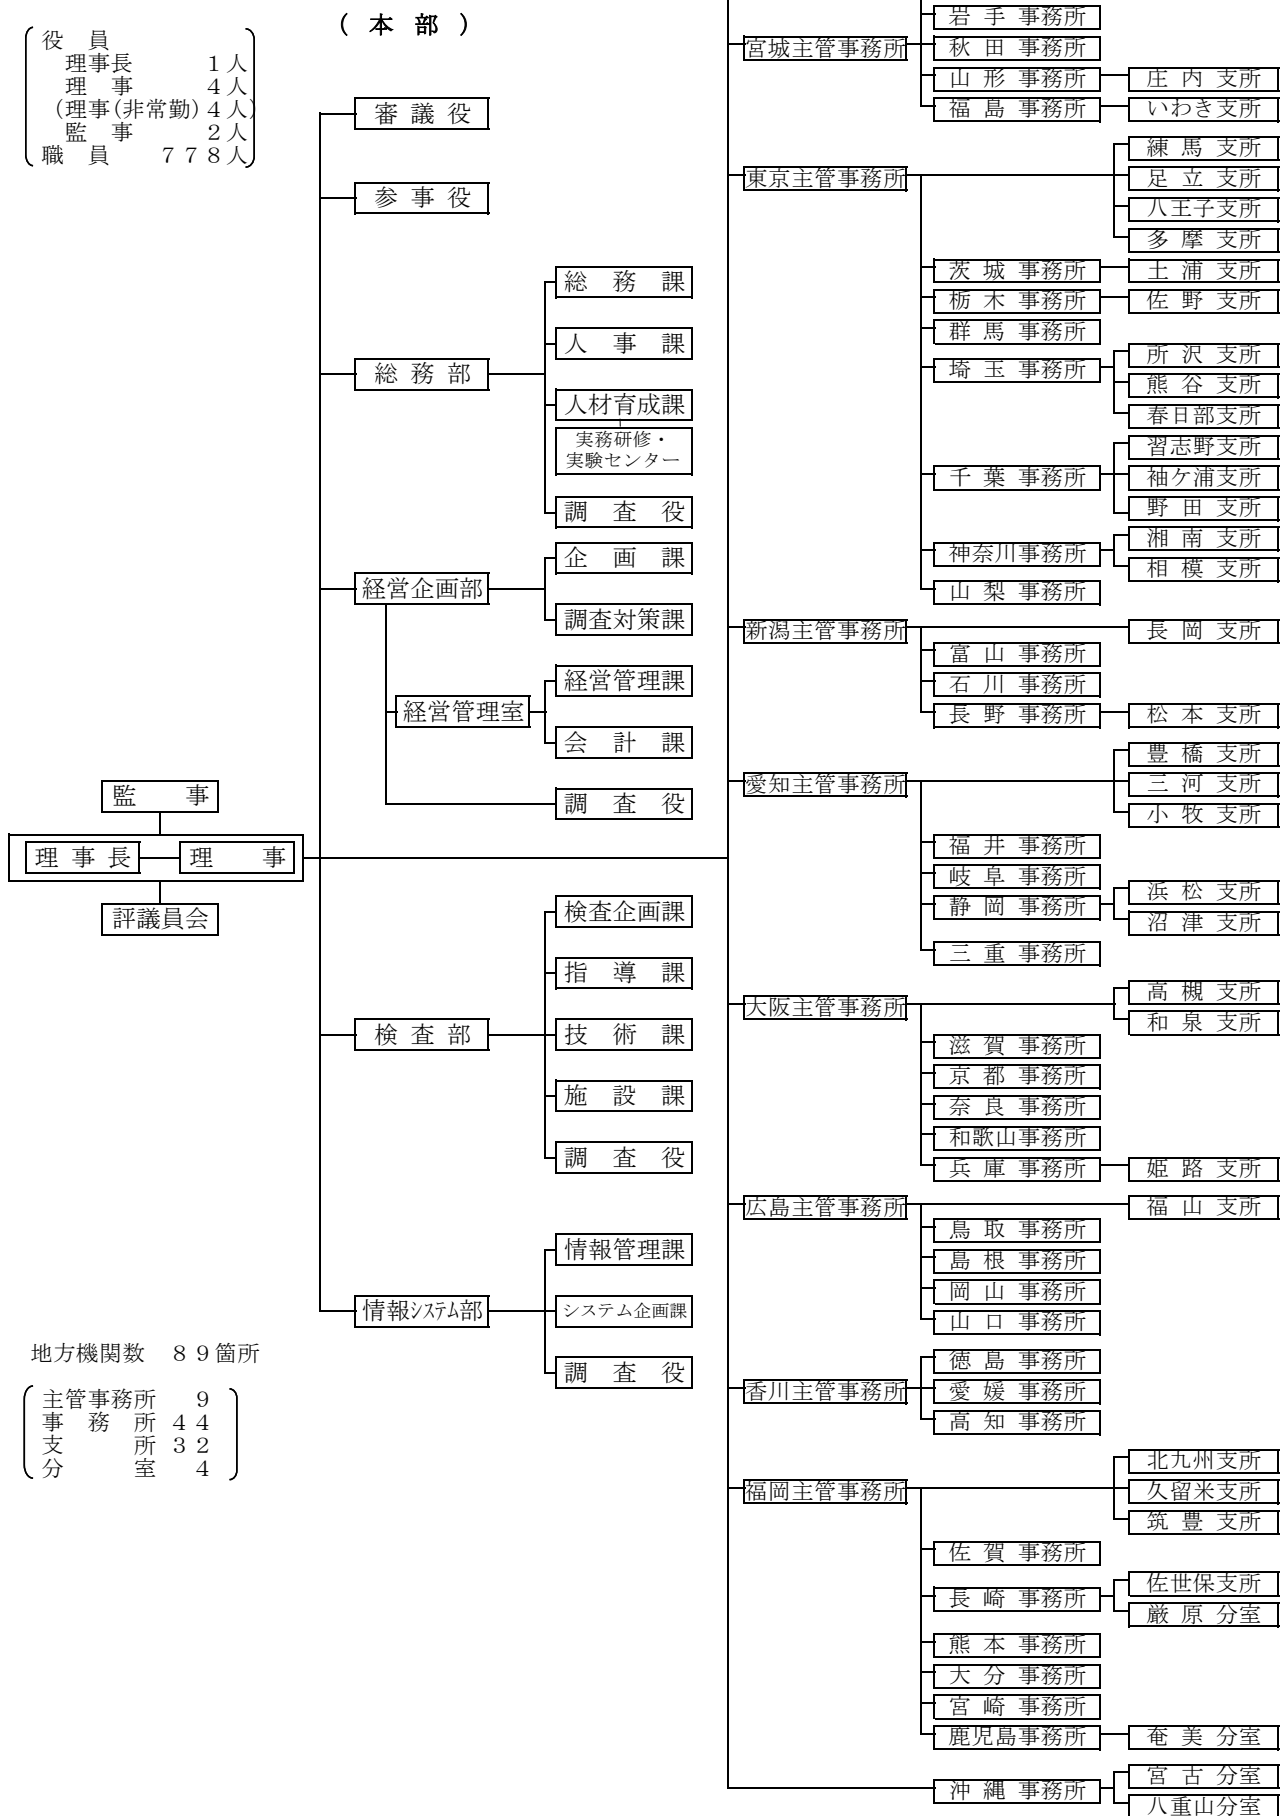 （ 本 部 ）
役 員
理事長 １人
理 事 ４人
(理事(非常勤)４人)
監 事 ２人
職 員 ７７８人
審 議 役
参 事 役
総 務 部
総 務 課
人 事 課
人材育成課
実務研修・
実験センター
調 査 役
経営企画部
企 画 課
調査対策課
経営管理室
経営管理課
会 計 課
調 査 役
監 事
理 事 長
理 事
評議員会
検 査 部
検査企画課
指 導 課
技 術 課
施 設 課
調 査 役
情報ｼｽﾃﾑ部
情報管理課
システム企画課
調 査 役
地方機関数 ８９箇所
主管事務所 ９
事 務 所 ４４
支 所 ３２
分 室 ４
宮城主管事務所
岩 手 事務所
秋 田 事務所
山 形 事務所
庄 内 支所
福 島 事務所
いわき支所
東京主管事務所
練 馬 支所
足 立 支所
八王子支所
多 摩 支所
茨 城 事務所
土 浦 支所
栃 木 事務所
佐 野 支所
群 馬 事務所
埼 玉 事務所
所 沢 支所
熊 谷 支所
春日部支所
千 葉 事務所
習志野支所
袖ケ浦支所
野 田 支所
神奈川事務所
湘 南 支所
相 模 支所
山 梨 事務所
新潟主管事務所
長 岡 支所
富 山 事務所
石 川 事務所
長 野 事務所
松 本 支所
愛知主管事務所
豊 橋 支所
三 河 支所
小 牧 支所
福 井 事務所
岐 阜 事務所
静 岡 事務所
浜 松 支所
沼 津 支所
三 重 事務所
大阪主管事務所
高 槻 支所
和 泉 支所
滋 賀 事務所
京 都 事務所
奈 良 事務所
和歌山事務所
兵 庫 事務所
姫 路 支所
広島主管事務所
福 山 支所
鳥 取 事務所
島 根 事務所
岡 山 事務所
山 口 事務所
香川主管事務所
徳 島 事務所
愛 媛 事務所
高 知 事務所
福岡主管事務所
北九州支所
久留米支所
筑 豊 支所
佐 賀 事務所
長 崎 事務所
佐世保支所
厳 原 分室
熊 本 事務所
大 分 事務所
宮 崎 事務所
鹿児島事務所
奄 美 分室
沖 縄 事務所
宮 古 分室
八重山分室